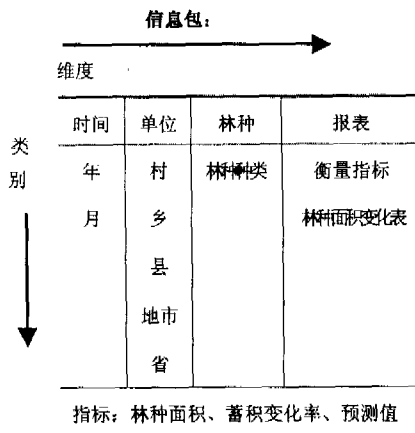 信息包：
维度
时间 单位 林种 报表
类别
年 村 林种种类 衡量指标
月 乡 林种面积变化表
县
地市
省
指标：林种面积、蓄积变化率、预测值